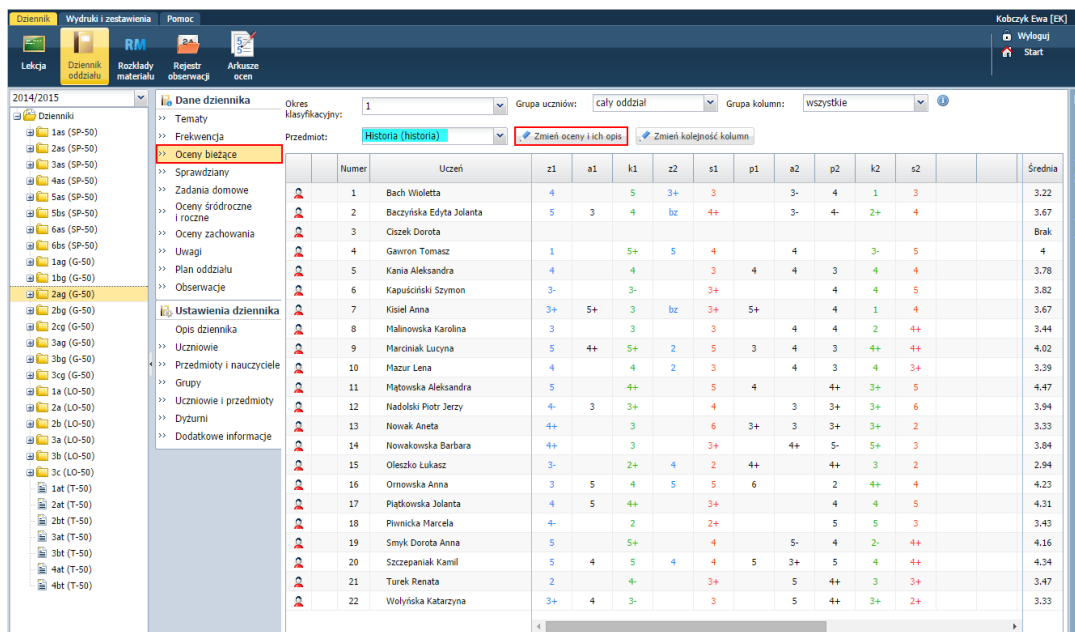 Dziennik Wydruki i zestawienia Pomoc Kobczyk Ewa [EK]
Lekcja Dziennik oddziału RM Rozkłady materiału Rejestr obserwacji Arkusze ocen Wyloguj
Start
2014/2015
Dzienniki
1as (SP-50)
2as (SP-50)
3as (SP-50)
4as (SP-50)
5as (SP-50)
5bs (SP-50)
6as (SP-50)
6bs (SP-50)
1ag (G-50)
1bg (G-50)
2ag (G-50)
2bg (G-50)
2cg (G-50)
3ag (G-50)
3bg (G-50)
3cg (G-50)
1a (LO-50)
2a (LO-50)
2b (LO-50)
3a (LO-50)
3b (LO-50)
3c (LO-50)
1at (T-50)
2at (T-50)
2bt (T-50)
3at (T-50)
3bt (T-50)
4at (T-50)
4bt (T-50)
Dane dziennika
Tematy
Frekwencja
Oceny bieżące
Sprawdziany
Zadania domowe
Oceny śródroczne
i roczne
Oceny zachowania
Uwagi
Plan oddziału
Obserwacje
Ustawienia dziennika
Opis dziennika
Uczniowie
Przedmioty i nauczyciele
Grupy
Uczniowie i przedmioty
Dyżurni
Dodatkowe informacje
Okres klasyfikacyjny: 1 Grupa uczniów: cały oddział Grupa kolumn: wszystkie
Przedmiot: Historia (historia) Zmień oceny i ich opis Zmień kolejność kolumn
Numer Uczeń z1 a1 k1 z2 s1 p1 a2 p2 k2 s2 Średnia
1 Bach Wioletta 4 5 3+ 3 3- 4 1 3 3.22
2 Baczyńska Edyta Jolanta 5 3 4 bz 4+ 3- 4- 2+ 4 3.67
3 Ciszek Dorota Brak
4 Gawron Tomasz 1 5+ 5 4 4 3- 5 4
5 Kania Aleksandra 4 4 3 4 4 3 4 4 3.78
6 Kapuściński Szymon 3- 3- 3+ 4 4 5 3.82
7 Kisiel Anna 3+ 5+ 3 bz 3+ 5+ 4 1 4 3.67
8 Malinowska Karolina 3 3 3 4 4 2 4+ 3.44
9 Marciniak Lucyna 5 4+ 5+ 2 5 3 4 3 4+ 4+ 4.02
10 Mazur Lena 4 4 2 3 4 3 4 3+ 3.39
11 Mątowska Aleksandra 5 4+ 5 4 4+ 3+ 5 4.47
12 Nadolski Piotr Jerzy 4- 3 3+ 4 3 3+ 3+ 6 3.94
13 Nowak Aneta 4+ 3 6 3+ 3 3+ 3+ 2 3.33
14 Nowakowska Barbara 4+ 3 3+ 4+ 5- 5+ 3 3.84
15 Oleszko Łukasz 3- 2+ 4 2 4+ 4+ 3 2 2.94
16 Ornowska Anna 3 5 4 5 5 6 2 4+ 4 4.23
17 Piątkowska Jolanta 4 5 4+ 3+ 4 4 5 4.31
18 Piwnicka Marcela 4- 2 2+ 5 5 3 3.43
19 Smyk Dorota Anna 5 5+ 4 5- 4 2- 4+ 4.16
20 Szczepaniak Kamil 5 4 5 4 4 5 3+ 5 4 4+ 4.34
21 Turek Renata 2 4- 3+ 5 4+ 3 3+ 3.47
22 Wołyńska Katarzyna 3+ 4 3- 3 5 4+ 3+ 2+ 3.33